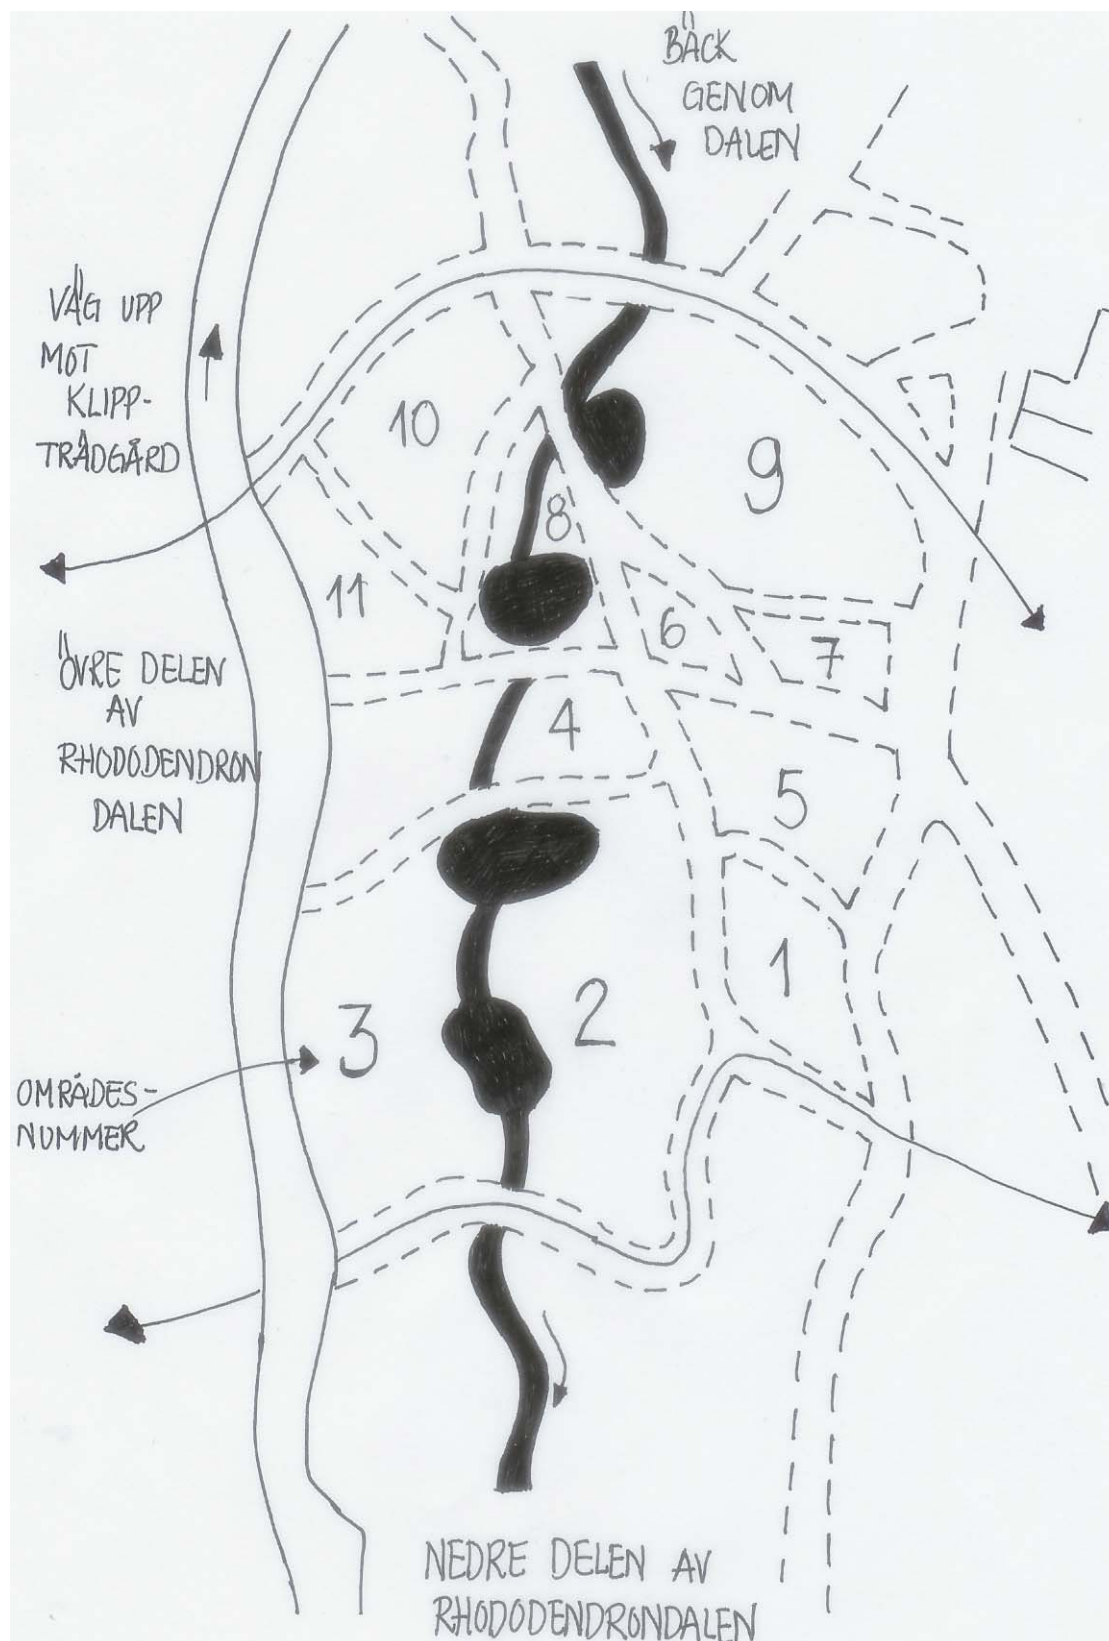 BÄCK
GENOM
DALEN
VÄG UPP
MOT
KLIPP-
TRÄDGÅRD
10
9
8
11
6
7
ÖVRE DELEN
AV
RHODODENDRON
DALEN
4
5
1
2
3
OMRÅDES-
NUMMER
NEDRE DELEN AV
RHODODENDRONDALEN